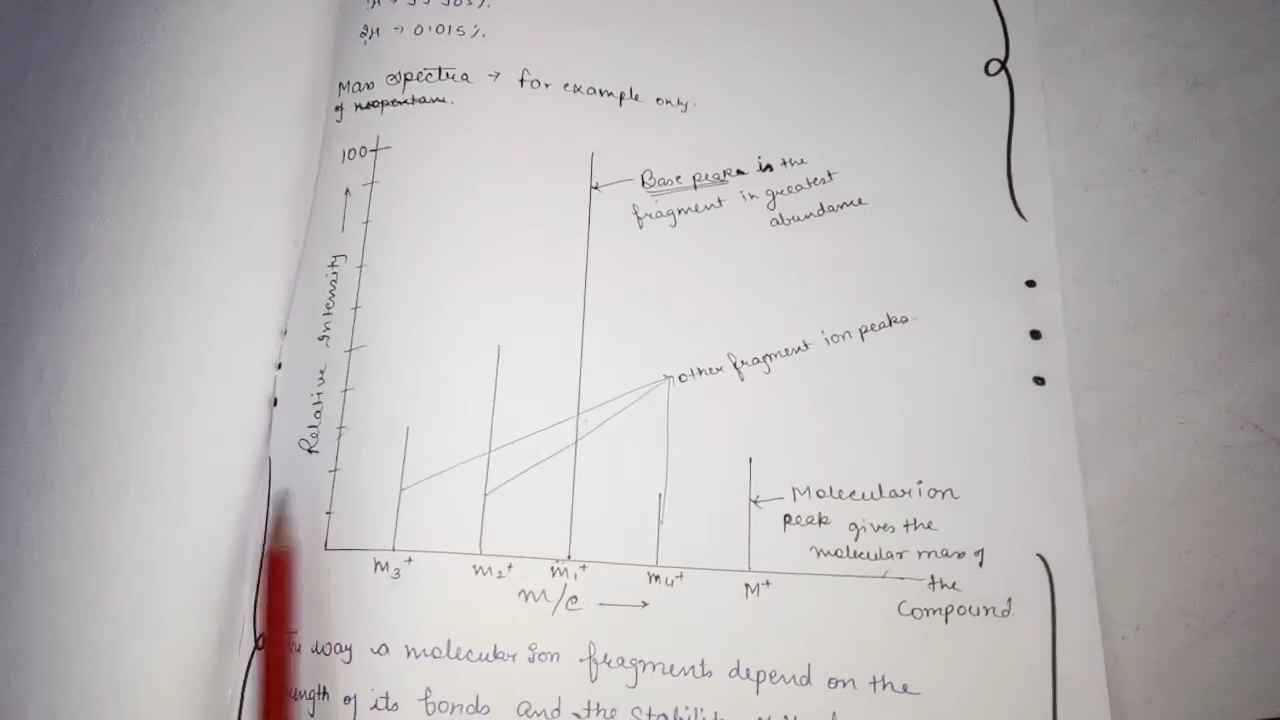 ²H → 0.015%.
Mass spectra → for example only.
of neopentane.
100
Relative Intensity →
Base peak is the
fragment in greatest
abundance
other fragment ion peaks.
Molecular ion
peak gives the
molecular mass of
the
Compound
m₃⁺ m₂⁺ m₁⁺ m₄⁺ M⁺
m/e →
way a molecular ion fragments depend on the
of its bonds and the